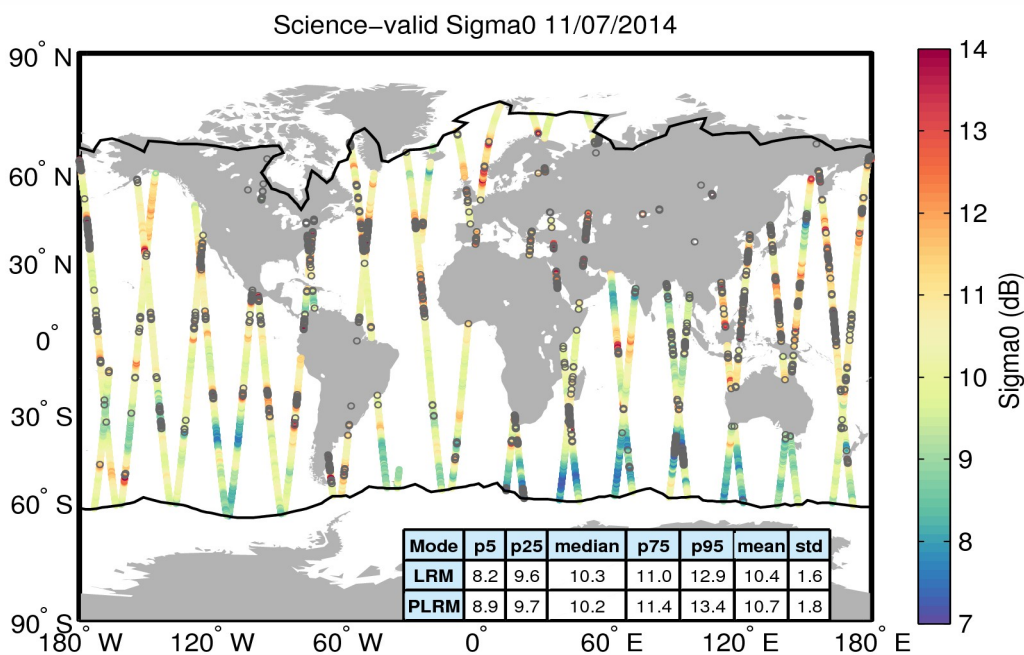 Science−valid Sigma0 11/07/2014
90° N
60° N
30° N
0°
30° S
60° S
90° S
180° W
120° W
60° W
0°
60° E
120° E
180° E
14
13
12
11
10
9
8
7
Sigma0 (dB)
Mode p5 p25 median p75 p95 mean std
LRM 8.2 9.6 10.3 11.0 12.9 10.4 1.6
PLRM 8.9 9.7 10.2 11.4 13.4 10.7 1.8